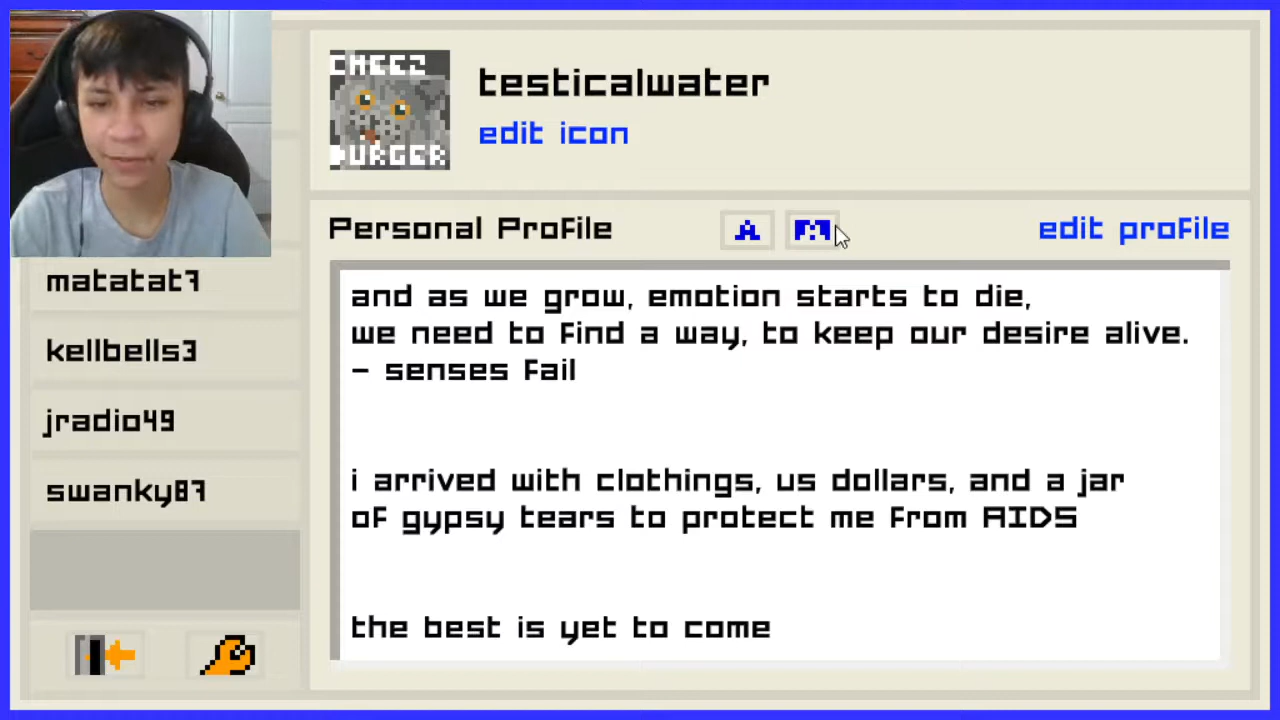 CHEEZ
BURGER
testicalwater
edit icon
Personal Profile
A
A
edit profile
matatat7
kellbells3
jradio49
swanky87
and as we grow, emotion starts to die,
we need to find a way, to keep our desire alive.
- senses fail
i arrived with clothings, us dollars, and a jar
of gypsy tears to protect me from AIDS
the best is yet to come